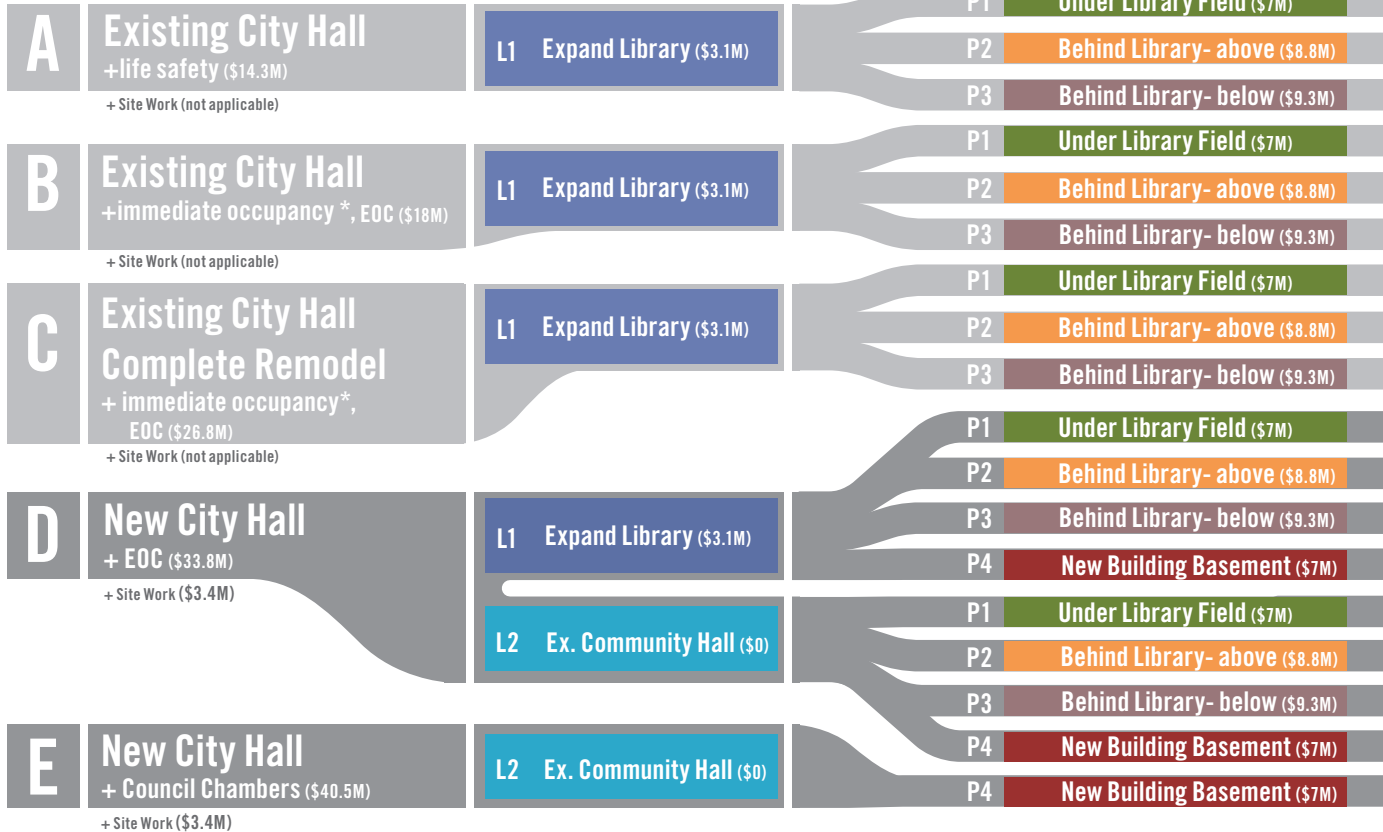 A
Existing City Hall
+life safety ($14.3M)
+ Site Work (not applicable)
L1 Expand Library ($3.1M)
P1 Under Library Field ($7M)
P2 Behind Library- above ($8.8M)
P3 Behind Library- below ($9.3M)
B
Existing City Hall
+immediate occupancy *, EOC ($18M)
+ Site Work (not applicable)
L1 Expand Library ($3.1M)
P1 Under Library Field ($7M)
P2 Behind Library- above ($8.8M)
P3 Behind Library- below ($9.3M)
C
Existing City Hall
Complete Remodel
+ immediate occupancy*,
EOC ($26.8M)
+ Site Work (not applicable)
L1 Expand Library ($3.1M)
P1 Under Library Field ($7M)
P2 Behind Library- above ($8.8M)
P3 Behind Library- below ($9.3M)
D
New City Hall
+ EOC ($33.8M)
+ Site Work ($3.4M)
L1 Expand Library ($3.1M)
P1 Under Library Field ($7M)
P2 Behind Library- above ($8.8M)
P3 Behind Library- below ($9.3M)
P4 New Building Basement ($7M)
L2 Ex. Community Hall ($0)
P1 Under Library Field ($7M)
P2 Behind Library- above ($8.8M)
P3 Behind Library- below ($9.3M)
P4 New Building Basement ($7M)
E
New City Hall
+ Council Chambers ($40.5M)
+ Site Work ($3.4M)
L2 Ex. Community Hall ($0)
P4 New Building Basement ($7M)